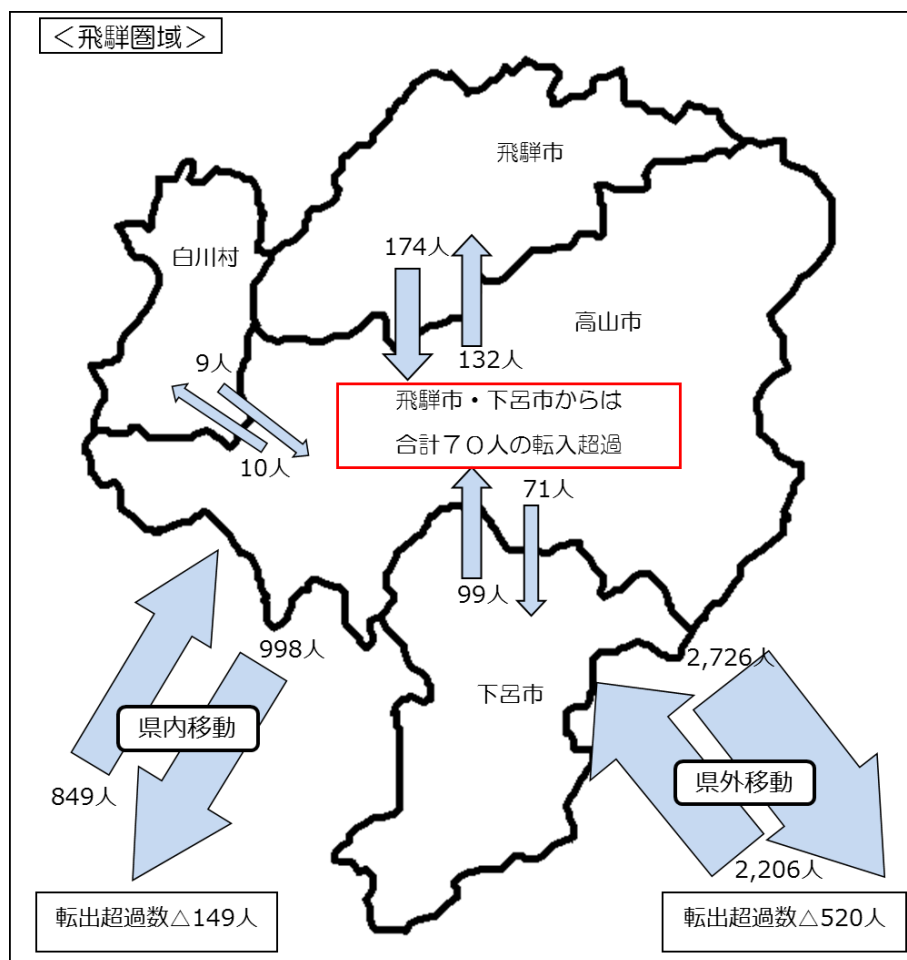 ＜飛騨圏域＞
飛騨市
白川村
174人
高山市
132人
9人
飛騨市・下呂市からは
合計７０人の転入超過
10人
71人
99人
998人
2,726人
下呂市
県内移動
県外移動
849人
2,206人
転出超過数△149人
転出超過数△520人